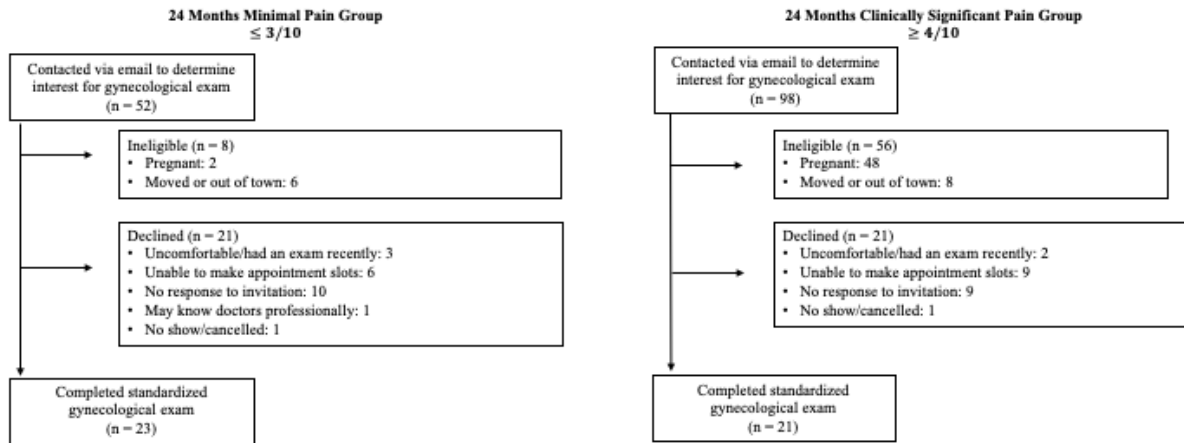 24 Months Minimal Pain Group
≤ 3/10
Contacted via email to determine
interest for gynecological exam
(n = 52)
Ineligible (n = 8)
• Pregnant: 2
• Moved or out of town: 6
Declined (n = 21)
• Uncomfortable/had an exam recently: 3
• Unable to make appointment slots: 6
• No response to invitation: 10
• May know doctors professionally: 1
• No show/cancelled: 1
Completed standardized
gynecological exam
(n = 23)
24 Months Clinically Significant Pain Group
≥ 4/10
Contacted via email to determine
interest for gynecological exam
(n = 98)
Ineligible (n = 56)
• Pregnant: 48
• Moved or out of town: 8
Declined (n = 21)
• Uncomfortable/had an exam recently: 2
• Unable to make appointment slots: 9
• No response to invitation: 9
• No show/cancelled: 1
Completed standardized
gynecological exam
(n = 21)